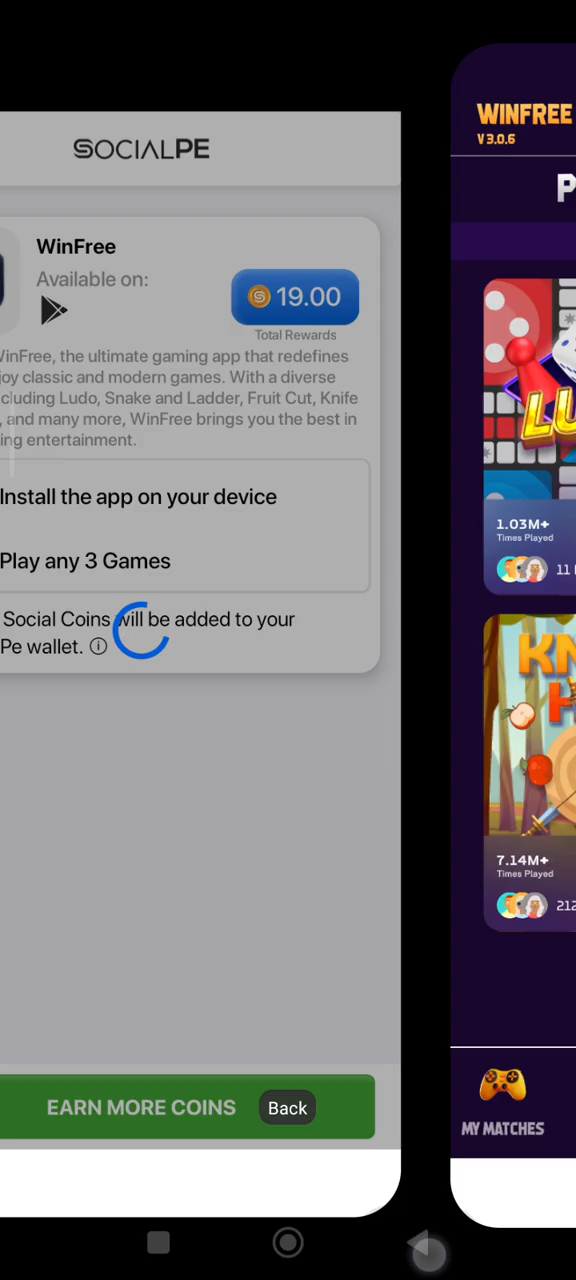 SOCIALPE
WinFree
Available on:
19.00
Total Rewards
WinFree, the ultimate gaming app that redefines
joy classic and modern games. With a diverse
cluding Ludo, Snake and Ladder, Fruit Cut, Knife
, and many more, WinFree brings you the best in
ing entertainment.
Install the app on your device
Play any 3 Games
Social Coins will be added to your
Pe wallet.
EARN MORE COINS
Back
WINFREE
V 3.0.6
P
LU
1.03M+
Times Played
11
KN
H
7.14M+
Times Played
212
MY MATCHES